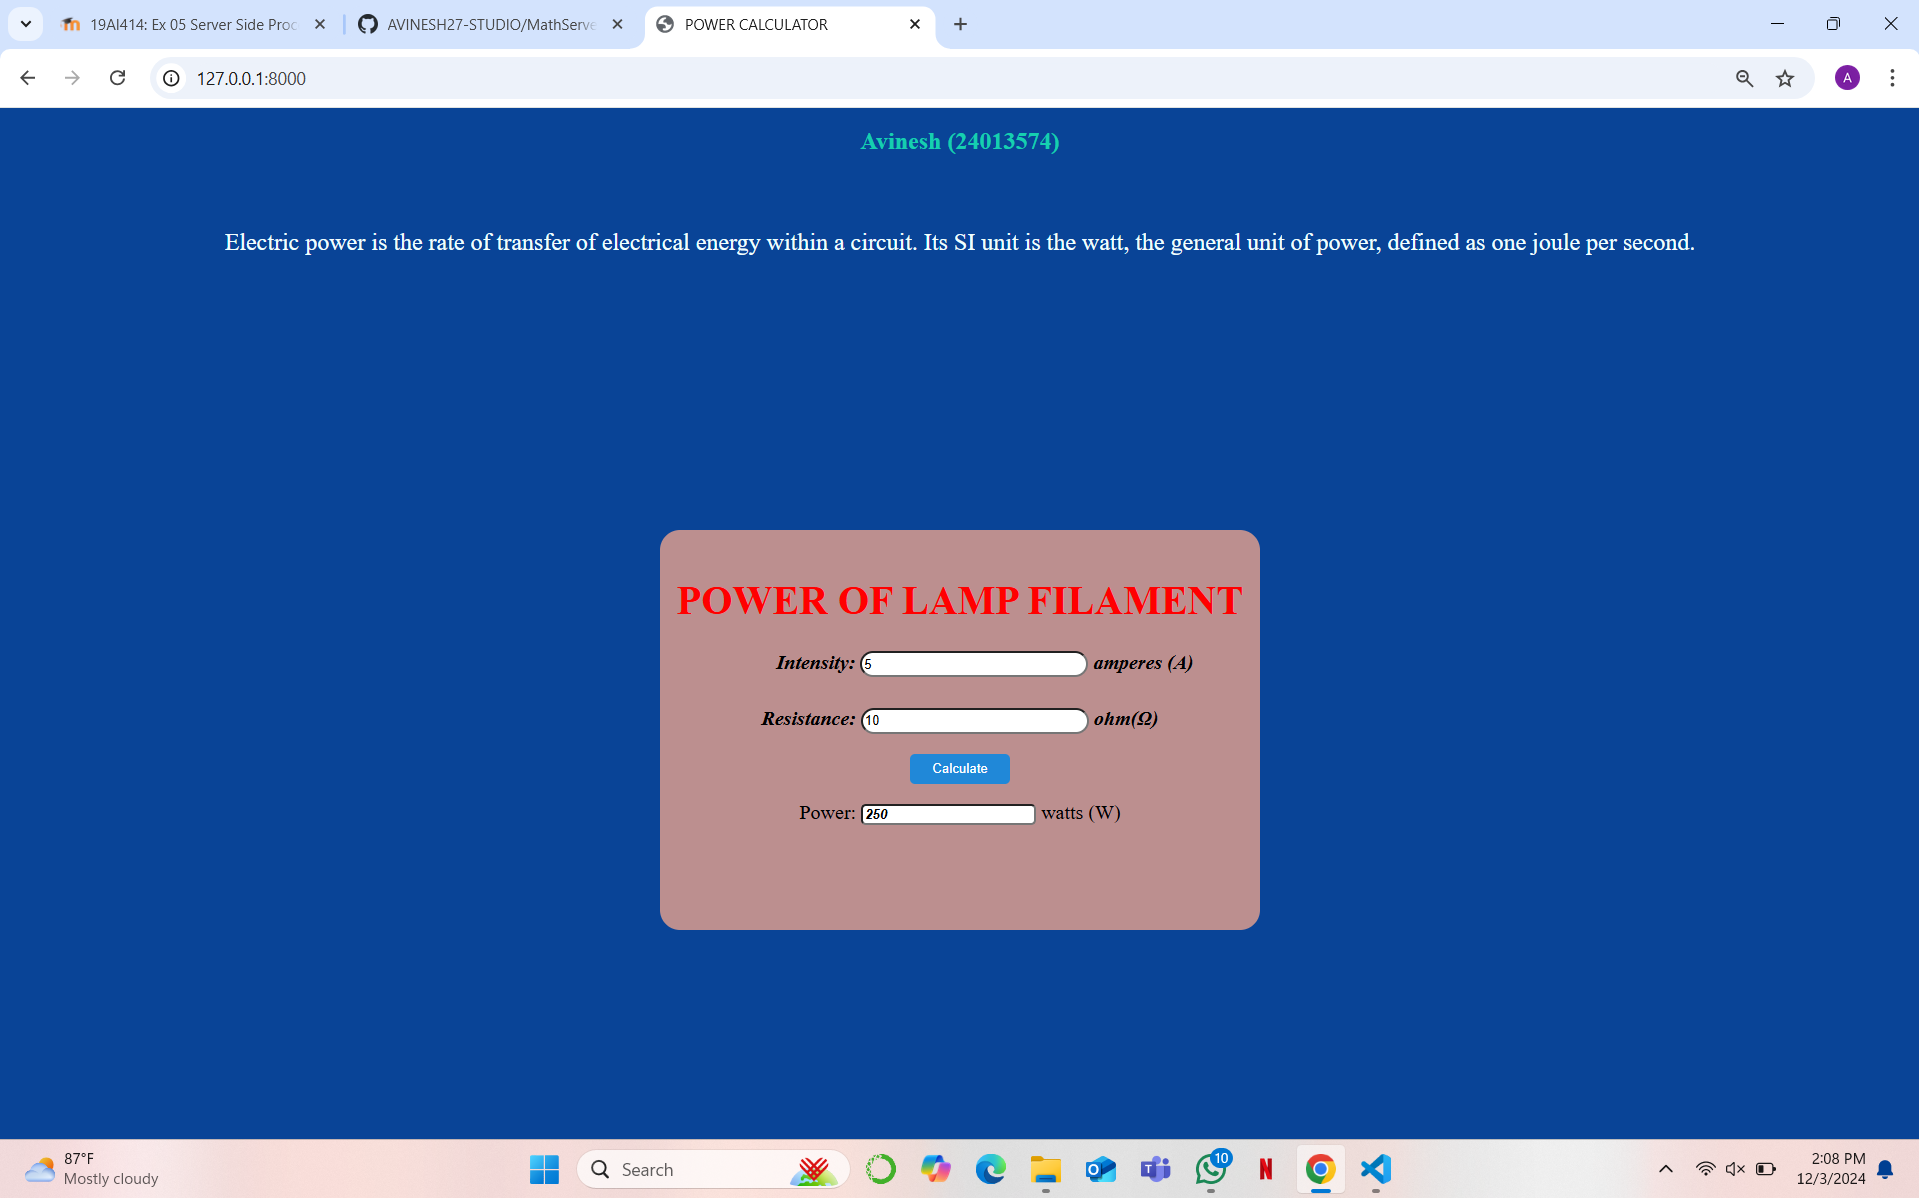 19AI414: Ex 05 Server Side Proc
AVINESH27-STUDIO/MathServe
POWER CALCULATOR
127.0.0.1:8000
A
Avinesh (24013574)
Electric power is the rate of transfer of electrical energy within a circuit. Its SI unit is the watt, the general unit of power, defined as one joule per second.
POWER OF LAMP FILAMENT
Intensity: 5 amperes (A)
Resistance: 10 ohm(Ω)
Calculate
Power: 250 watts (W)
87°F
Mostly cloudy
Search
10
2:08 PM
12/3/2024